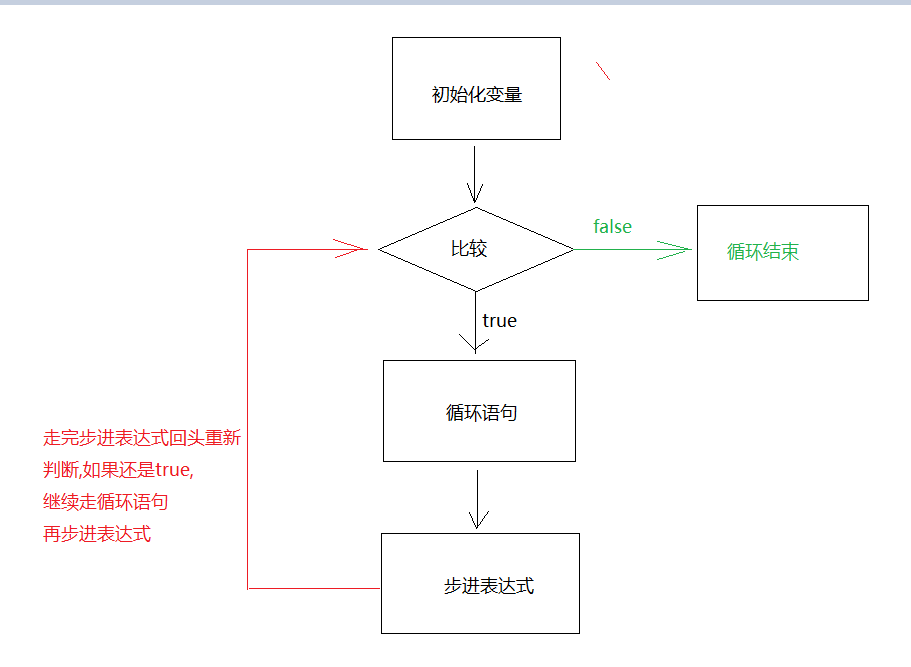 初始化变量
比较
false
循环结束
true
循环语句
走完步进表达式回头重新
判断,如果还是true,
继续走循环语句
再步进表达式
步进表达式